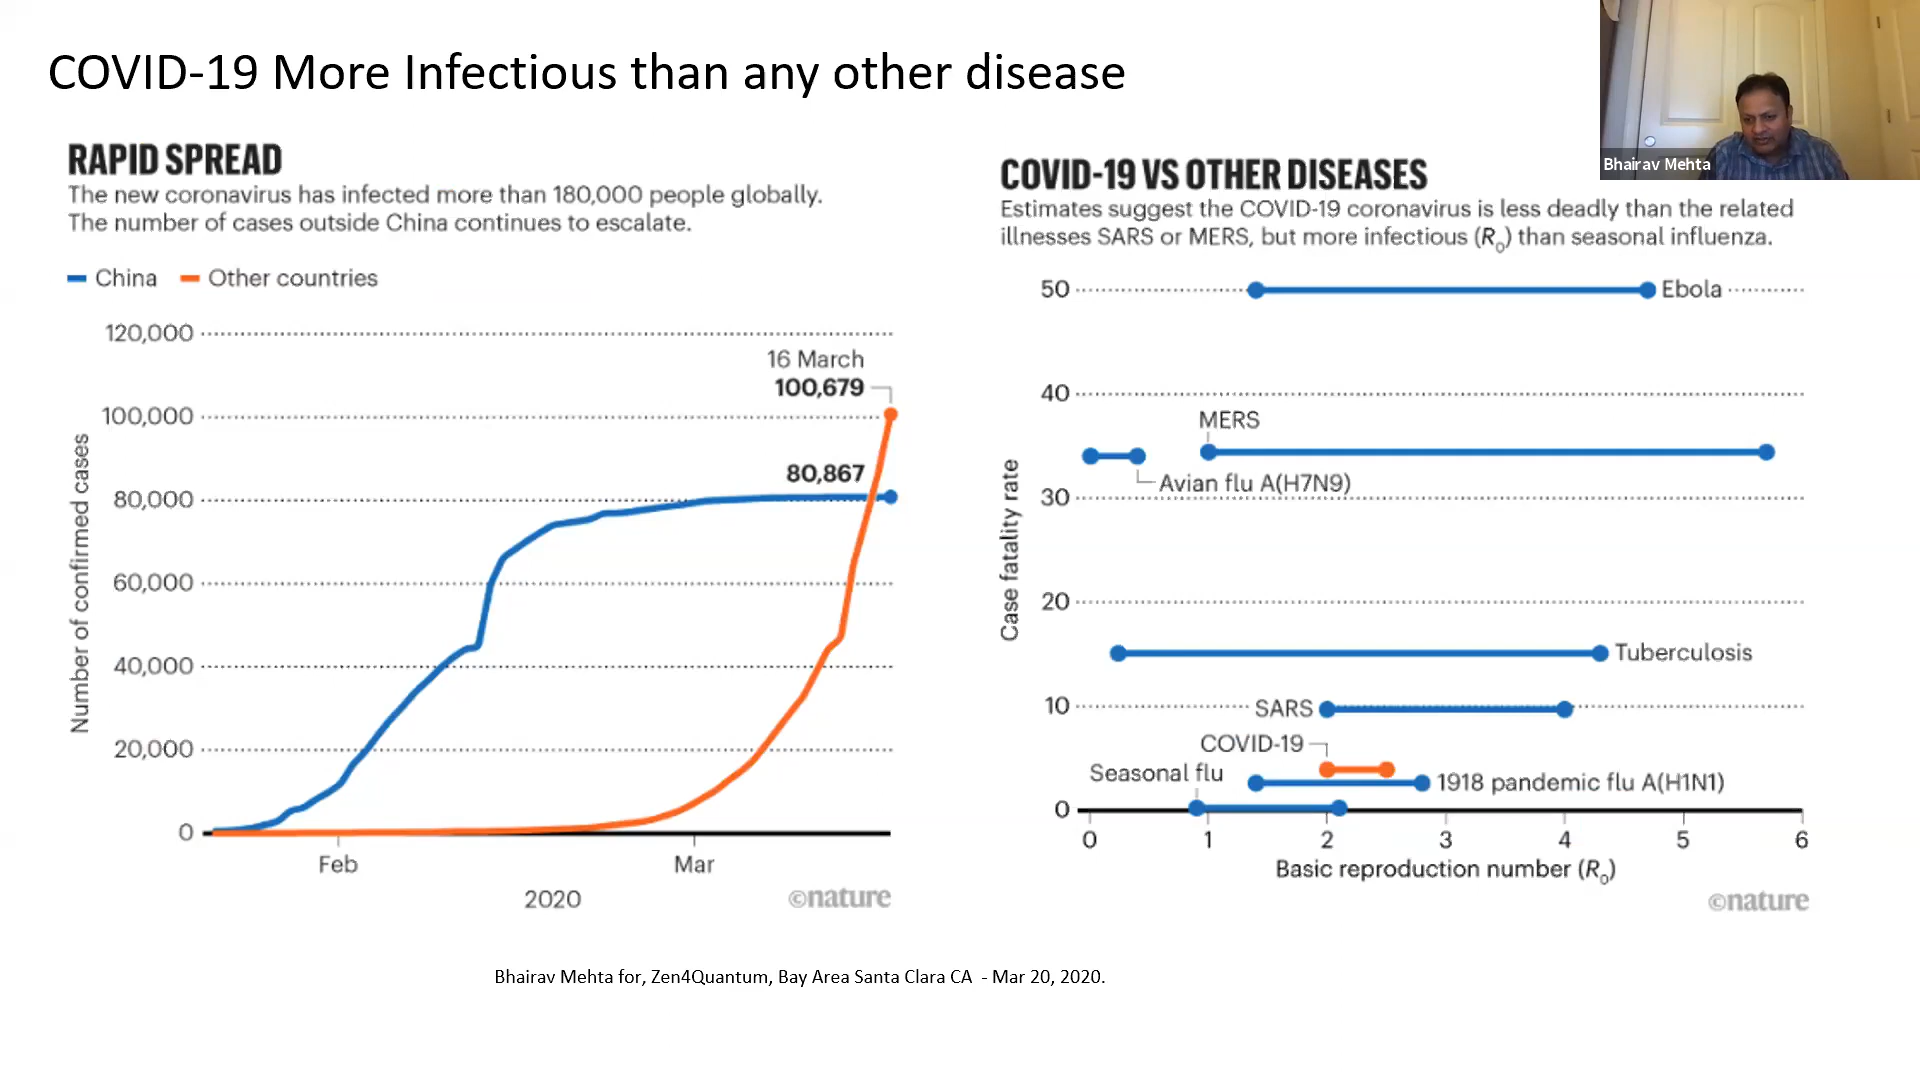 COVID-19 More Infectious than any other disease
Bhairav Mehta
RAPID SPREAD
The new coronavirus has infected more than 180,000 people globally.
The number of cases outside China continues to escalate.
China Other countries
Number of confirmed cases
120,000
100,000
80,000
60,000
40,000
20,000
0
16 March
100,679
80,867
Feb Mar
2020
©nature
COVID-19 VS OTHER DISEASES
Estimates suggest the COVID-19 coronavirus is less deadly than the related
illnesses SARS or MERS, but more infectious (R₀) than seasonal influenza.
Case fatality rate
50
40
30
20
10
0
Ebola
MERS
Avian flu A(H7N9)
Tuberculosis
SARS
COVID-19
Seasonal flu
1918 pandemic flu A(H1N1)
0 1 2 3 4 5 6
Basic reproduction number (R₀)
©nature
Bhairav Mehta for, Zen4Quantum, Bay Area Santa Clara CA - Mar 20, 2020.